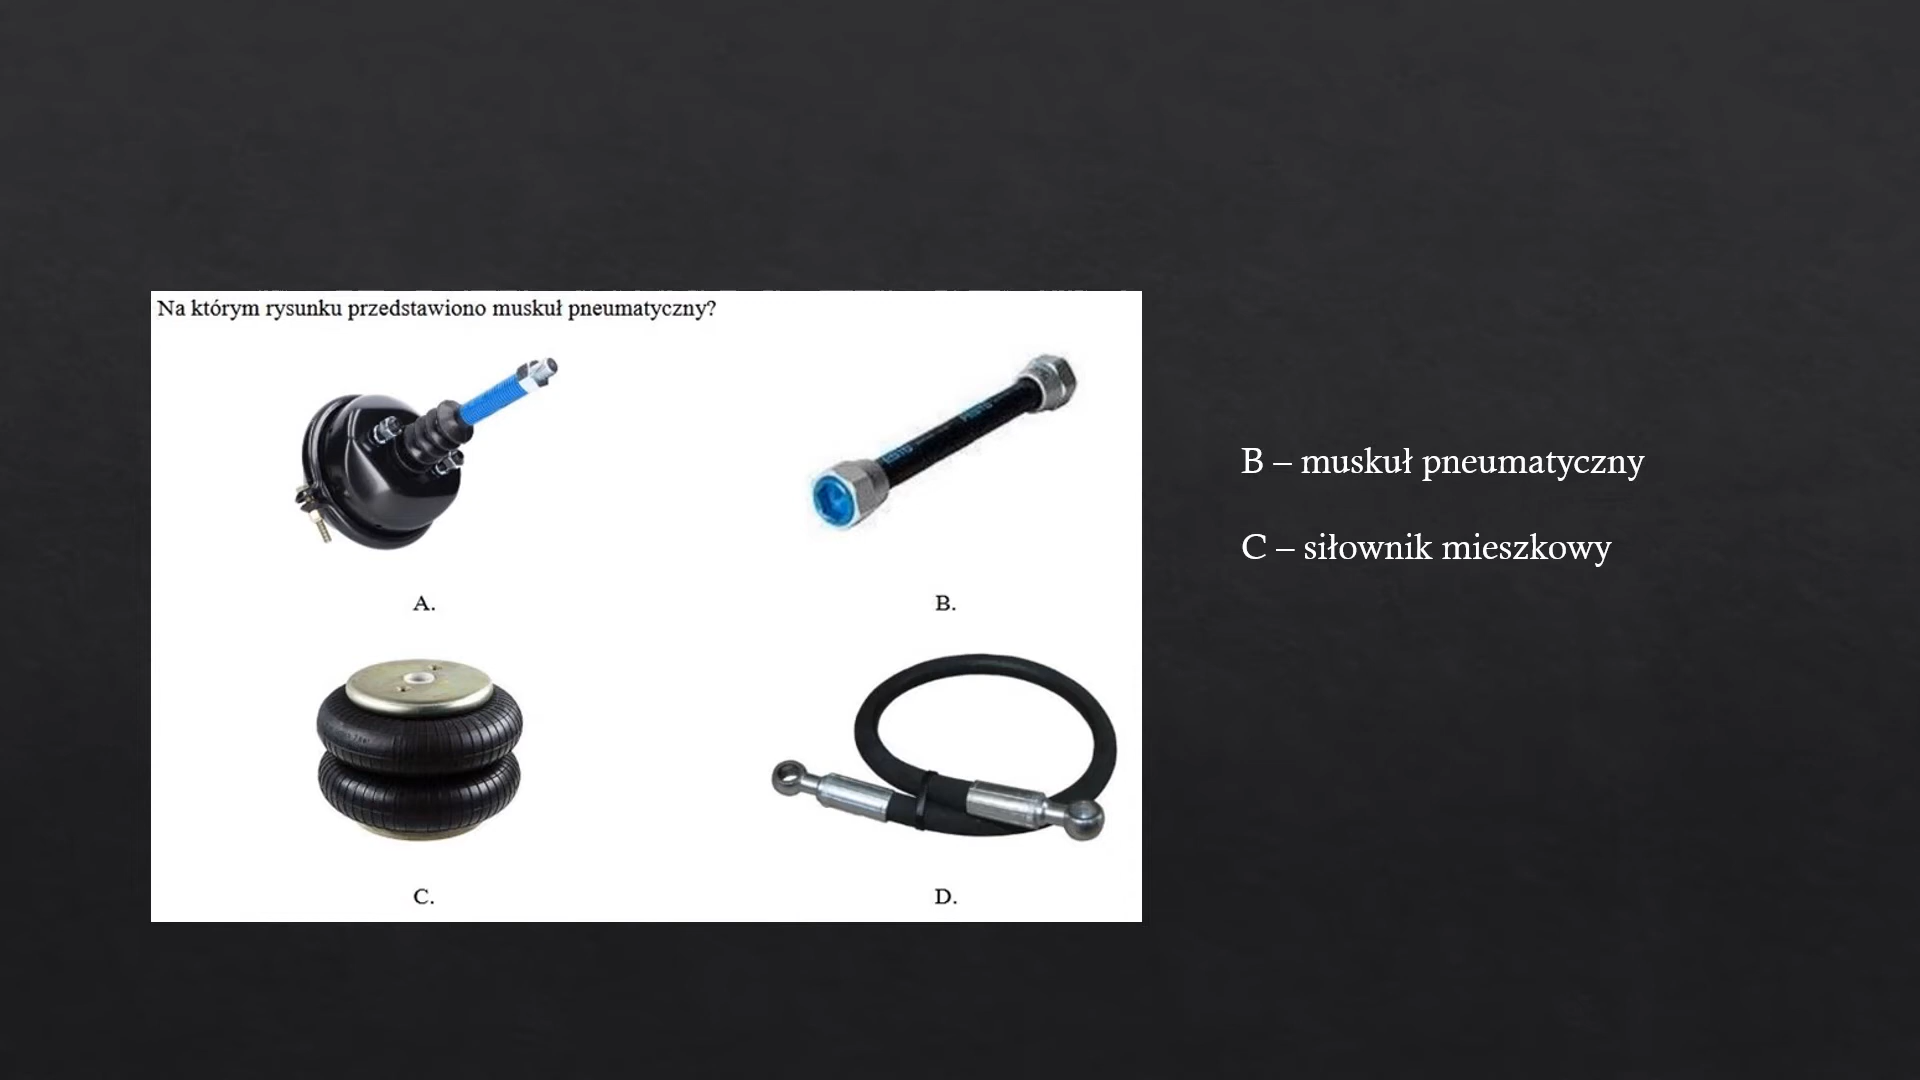 Na którym rysunku przedstawiono muskuł pneumatyczny?
A.
B.
C.
D.
B – muskuł pneumatyczny
C – siłownik mieszkowy